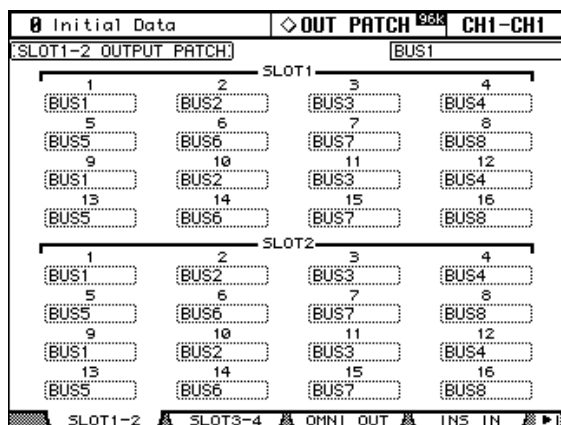 0 Initial Data ◇OUT PATCH 96k CH1-CH1
SLOT1-2 OUTPUT PATCH BUS1
SLOT1
1 2 3 4
BUS1 BUS2 BUS3 BUS4
5 6 7 8
BUS5 BUS6 BUS7 BUS8
9 10 11 12
BUS1 BUS2 BUS3 BUS4
13 14 15 16
BUS5 BUS6 BUS7 BUS8
SLOT2
1 2 3 4
BUS1 BUS2 BUS3 BUS4
5 6 7 8
BUS5 BUS6 BUS7 BUS8
9 10 11 12
BUS1 BUS2 BUS3 BUS4
13 14 15 16
BUS5 BUS6 BUS7 BUS8
SLOT1-2 SLOT3-4 OMNI OUT INS IN